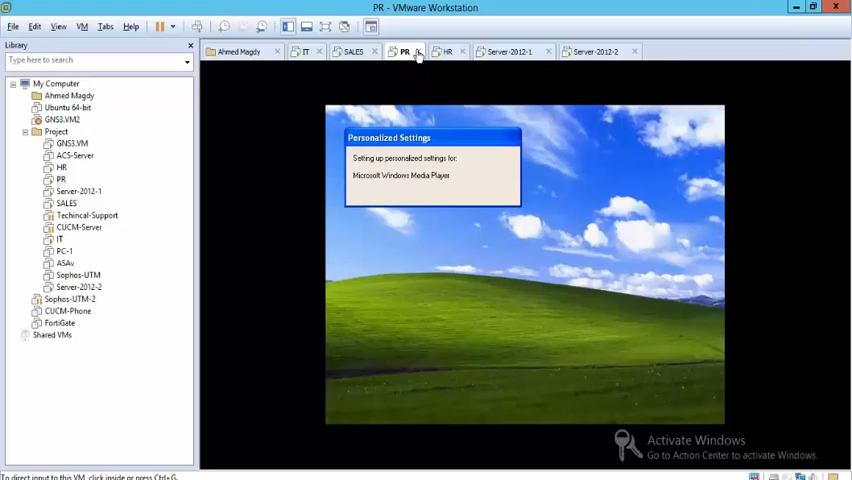 PR - VMware Workstation
File Edit View VM Tabs Help
Library
Type here to search
My Computer
Ahmed Magdy
Ubuntu 64-bit
GNS3.VM2
Project
GNS3.VM
ACS-Server
HR
PR
Server-2012-1
SALES
Techincal-Support
CUCM-Server
IT
PC-1
ASAv
Sophos-UTM
Server-2012-2
Sophos-UTM-2
CUCM-Phone
FortiGate
Shared VMs
Ahmed Magdy IT SALES PR HR Server-2012-1 Server-2012-2
Personalized Settings
Setting up personalized settings for:
Microsoft Windows Media Player
Activate Windows
Go to Action Center to activate Windows.
To direct input to this VM, click inside or press Ctrl+G.